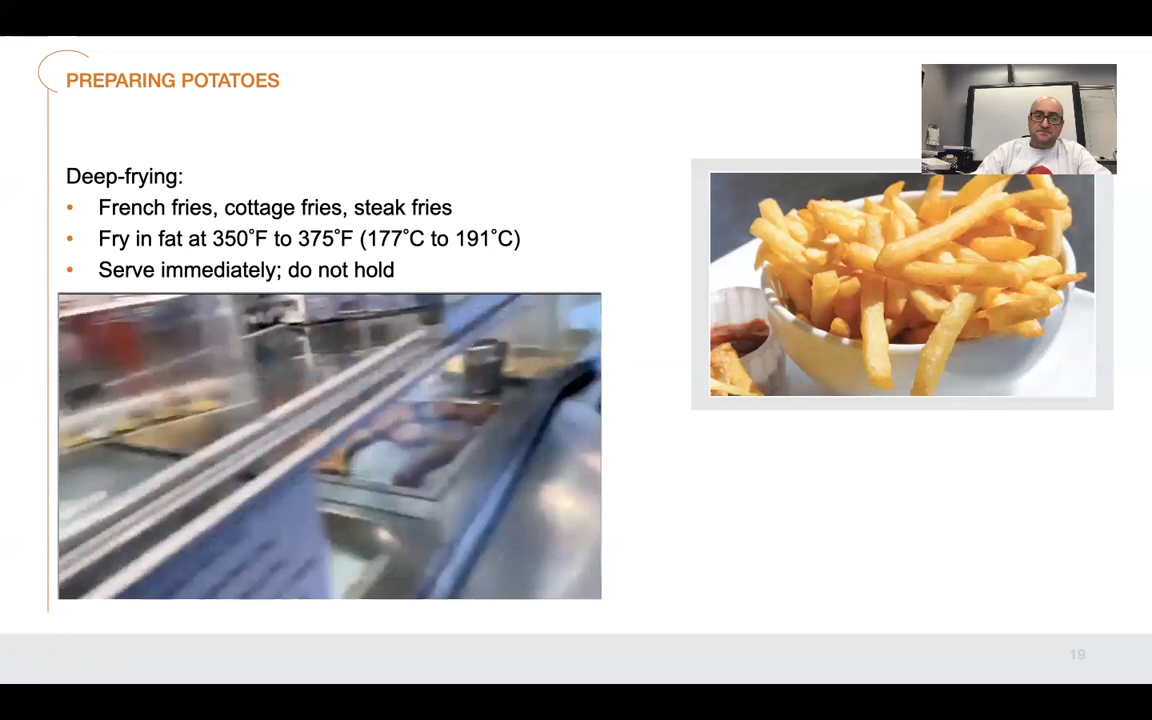 PREPARING POTATOES
Deep-frying:
• French fries, cottage fries, steak fries
• Fry in fat at 350˚F to 375˚F (177˚C to 191˚C)
• Serve immediately; do not hold
19